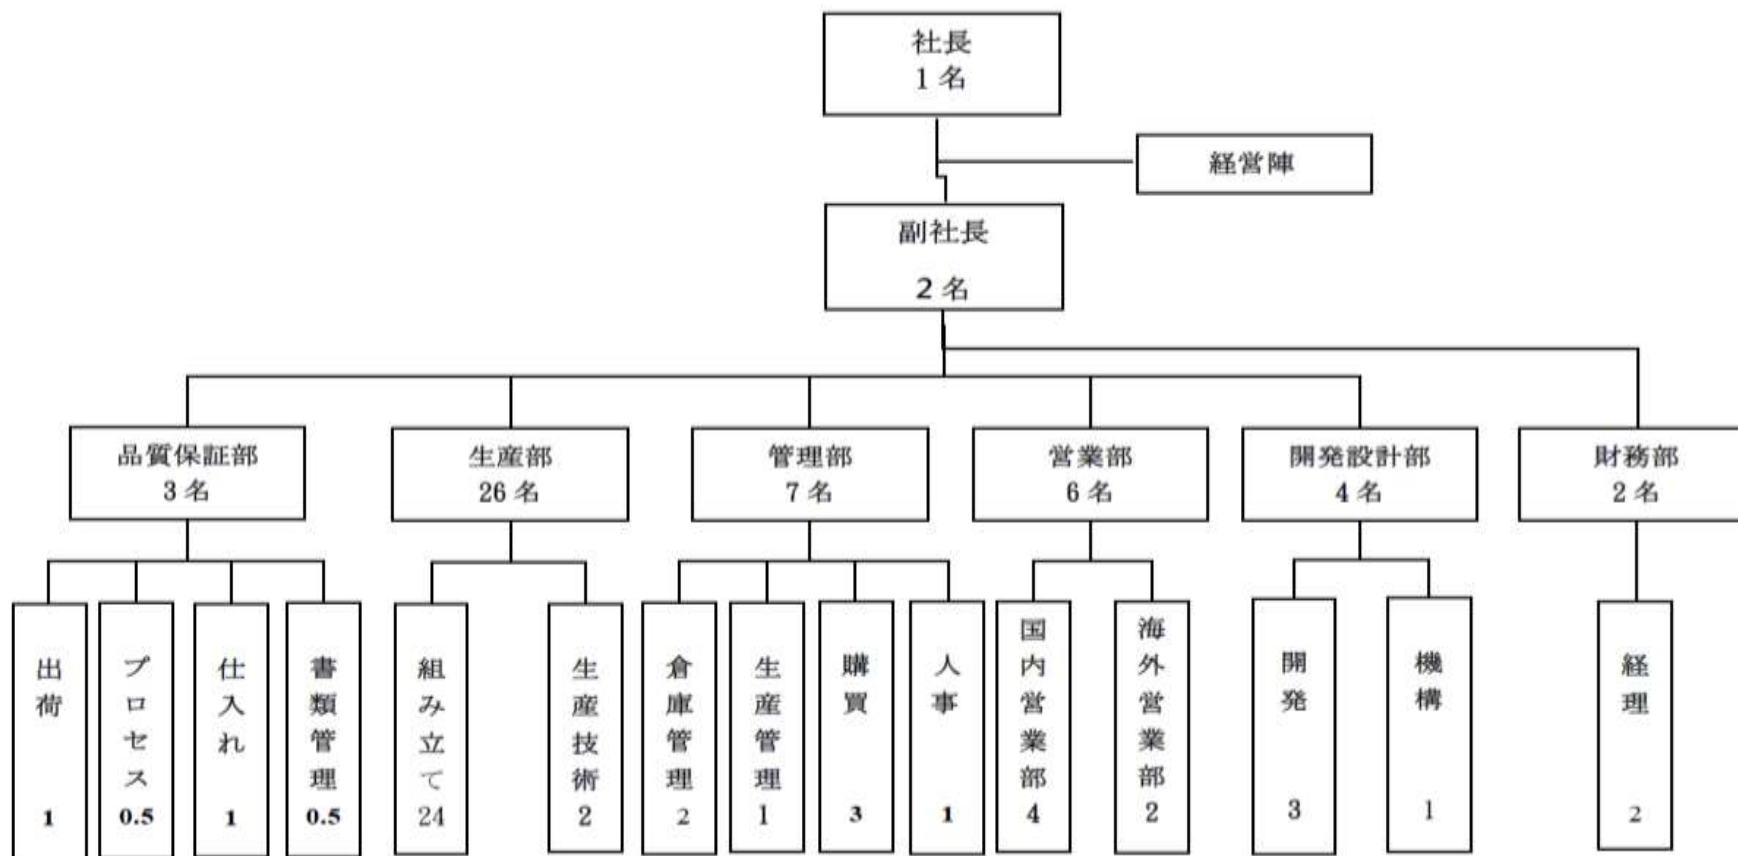 社長
1 名
経営陣
副社長
2 名
品質保証部
3 名
生産部
26 名
管理部
7 名
営業部
6 名
開発設計部
4 名
財務部
2 名
出荷
1
プロセス
0.5
仕入れ
1
書類管理
0.5
組み立て
24
生産技術
2
倉庫管理
2
生産管理
1
購買
3
人事
1
国内営業部
4
海外営業部
2
開発
3
機構
1
経理
2